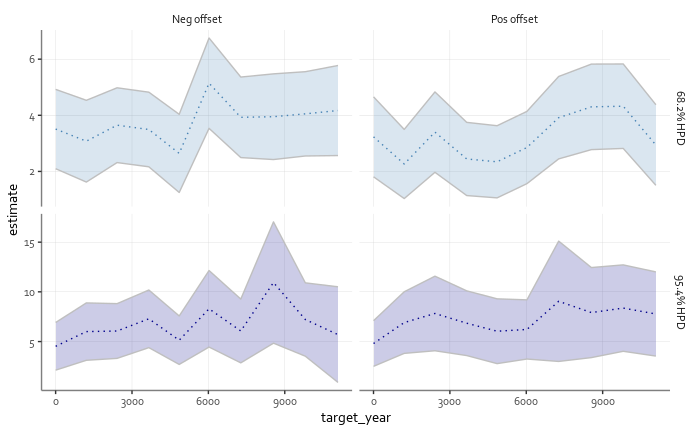 Neg offset
Pos offset
6
4
2
68.2% HPD
estimate
15
10
5
95.4% HPD
0
3000
6000
9000
0
3000
6000
9000
target_year